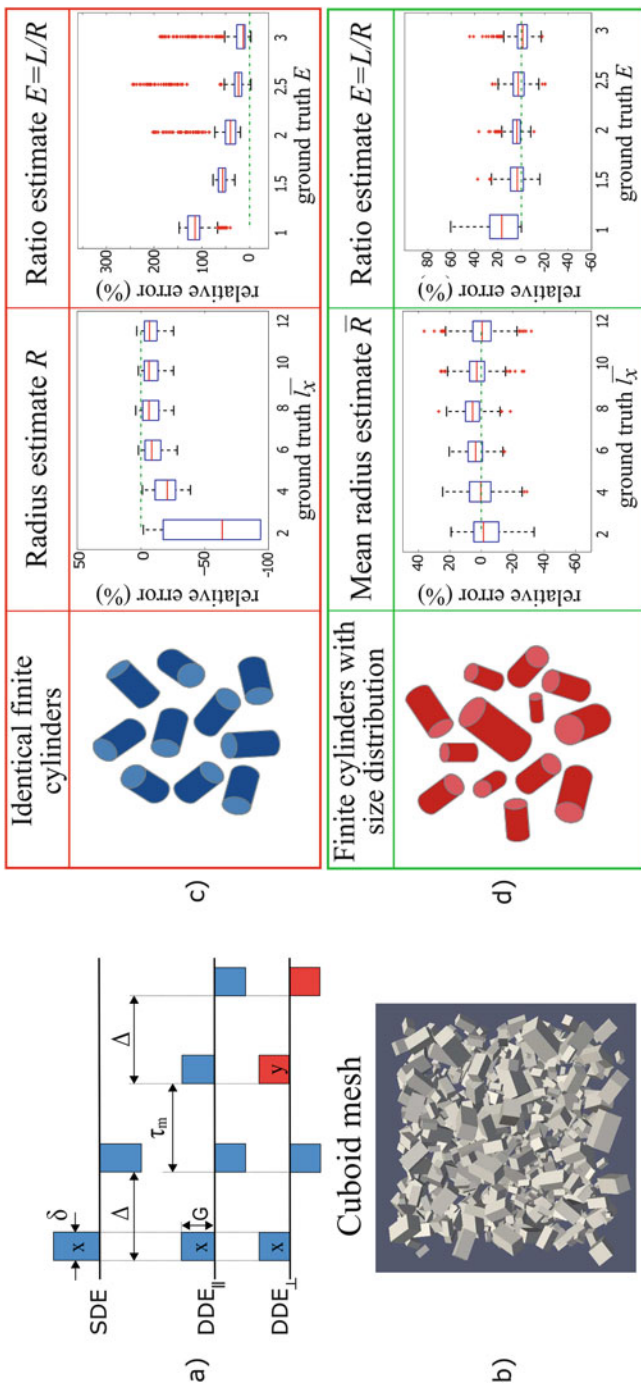 a)
SDE
δ
x
Δ
τm
Δ
DDE∥
x
|G|
DDE⊥
x
y
b)
Cuboid mesh
c)
Identical finite
cylinders
Radius estimate R
relative error (%)
50
0
-50
-100
2 4 6 8 10 12
ground truth l̅x
Ratio estimate E=L/R
relative error (%)
300
200
100
0
1 1.5 2 2.5 3
ground truth E
d)
Finite cylinders with
size distribution
Mean radius estimate R̅
relative error (%)
60
40
20
0
-20
-40
-60
2 4 6 8 10 12
ground truth l̅x
Ratio estimate E=L/R
relative error (%)
80
60
40
20
0
-20
-40
-60
1 1.5 2 2.5 3
ground truth E